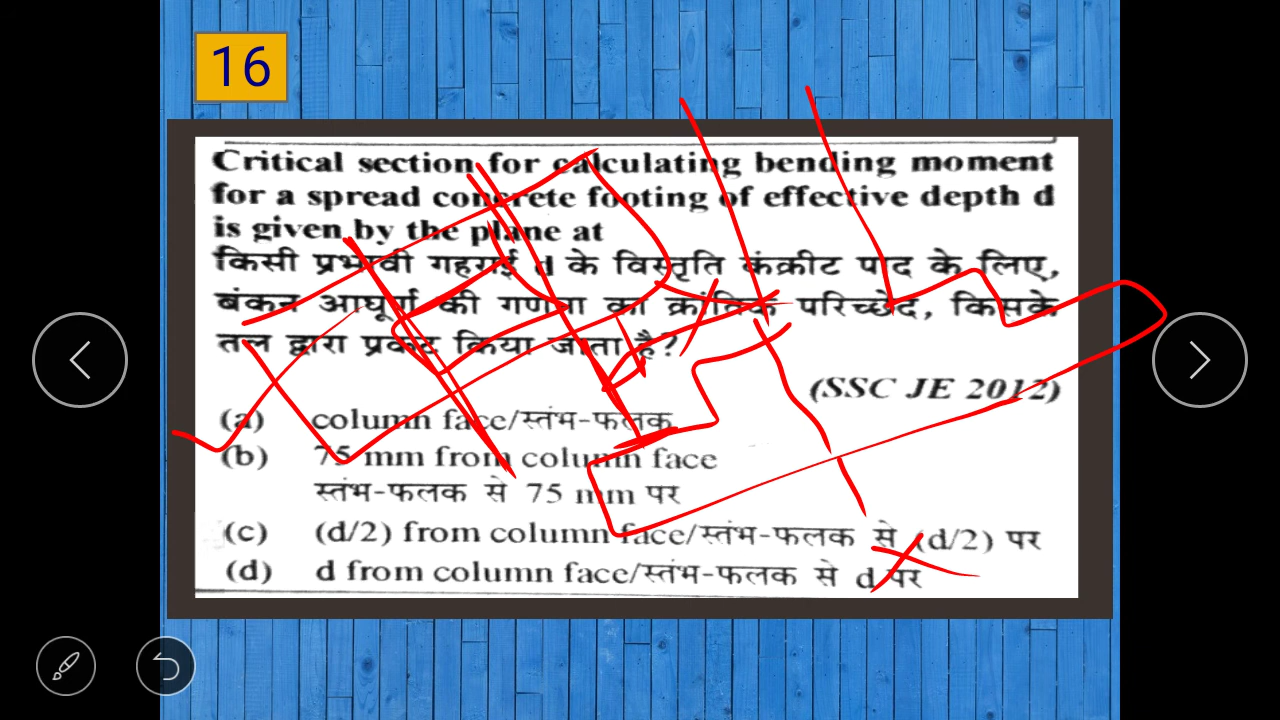 16
Critical section for calculating bending moment
for a spread concrete footing of effective depth d
is given by the plane at
किसी प्रभावी गहराई d के विस्तृति कंक्रीट पाद के लिए,
बंकन आघूर्ण की गणना का क्रांतिक परिच्छेद, किसके
तल द्वारा प्रकट किया जाता है?
(SSC JE 2012)
(a) column face/स्तंभ-फलक
(b) 75 mm from column face
स्तंभ-फलक से 75 mm पर
(c) (d/2) from column face/स्तंभ-फलक से (d/2) पर
(d) d from column face/स्तंभ-फलक से d पर